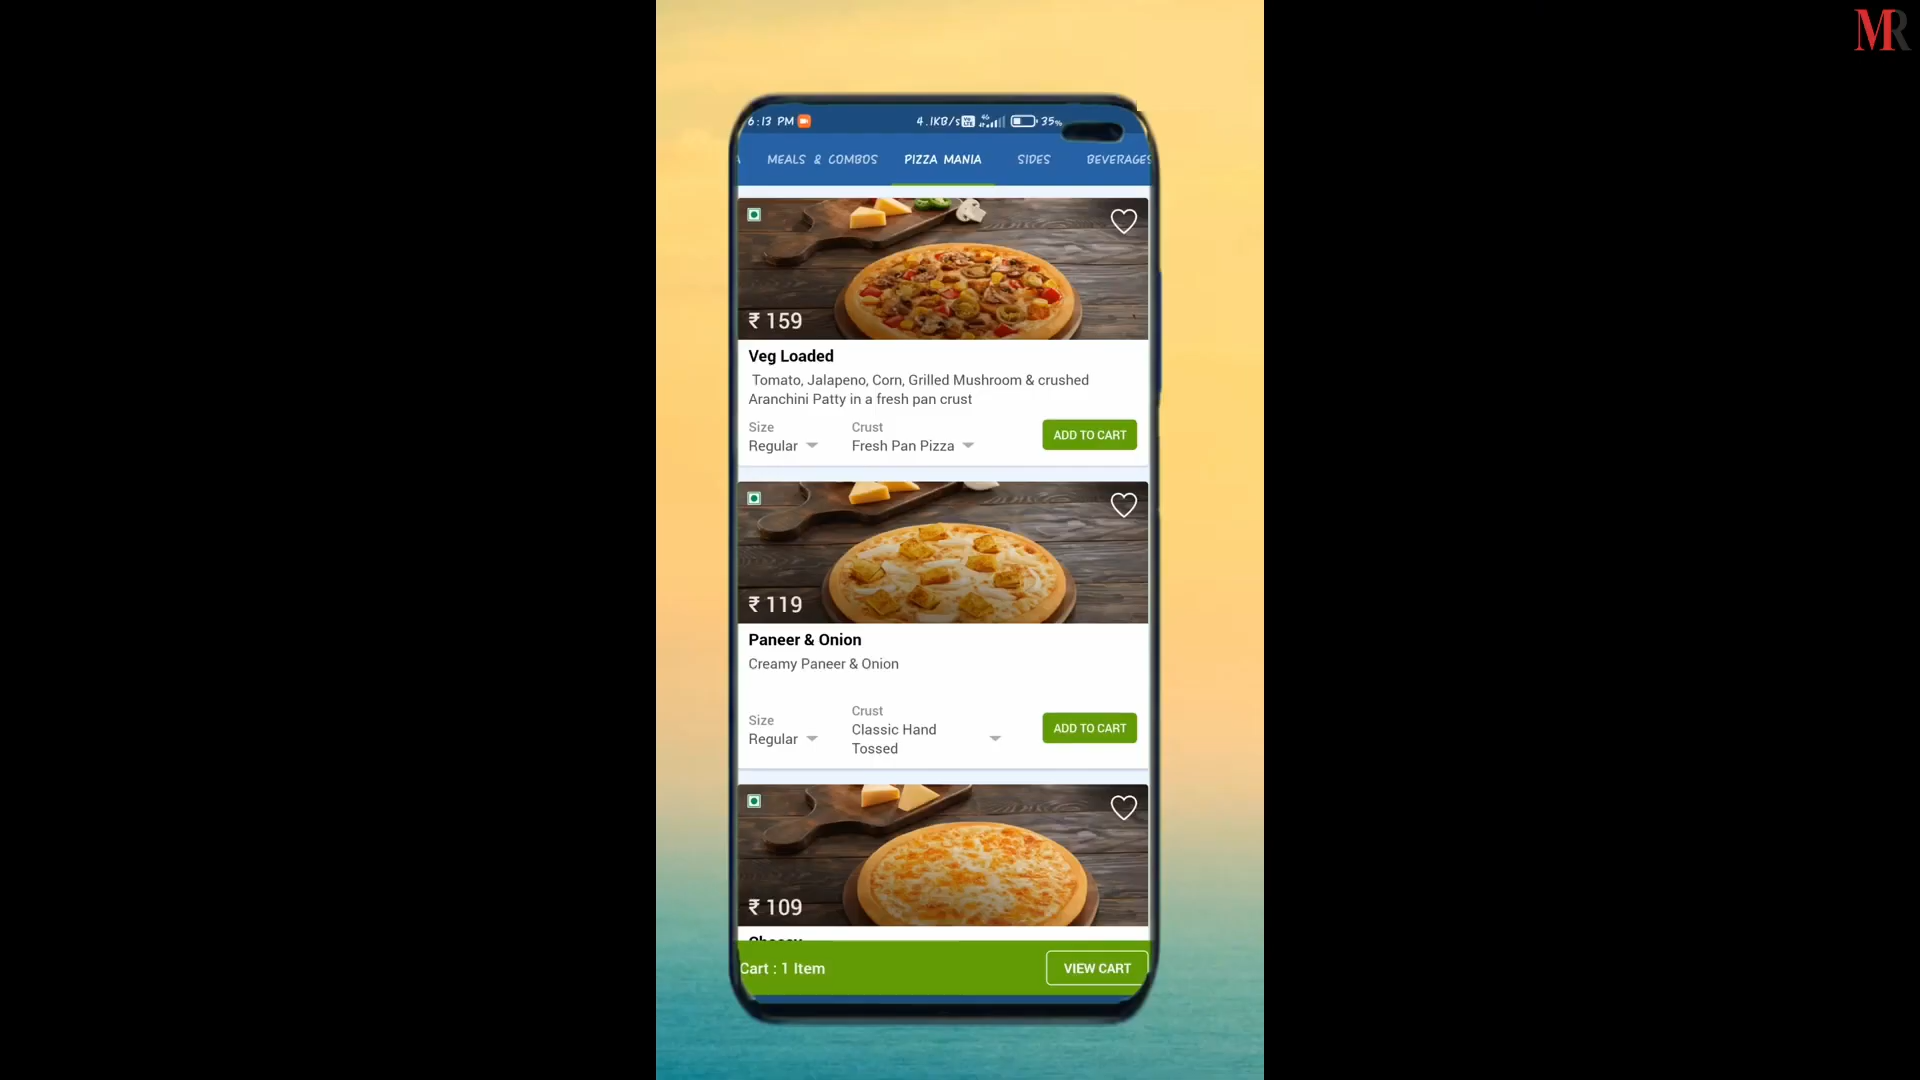 MR
6:13 PM
4.1KB/s
4G
35%
MEALS & COMBOS
PIZZA MANIA
SIDES
BEVERAGES
₹ 159
Veg Loaded
Tomato, Jalapeno, Corn, Grilled Mushroom & crushed
Aranchini Patty in a fresh pan crust
Size
Crust
Regular
Fresh Pan Pizza
ADD TO CART
₹ 119
Paneer & Onion
Creamy Paneer & Onion
Size
Crust
Regular
Classic Hand
Tossed
ADD TO CART
₹ 109
Cart : 1 Item
VIEW CART